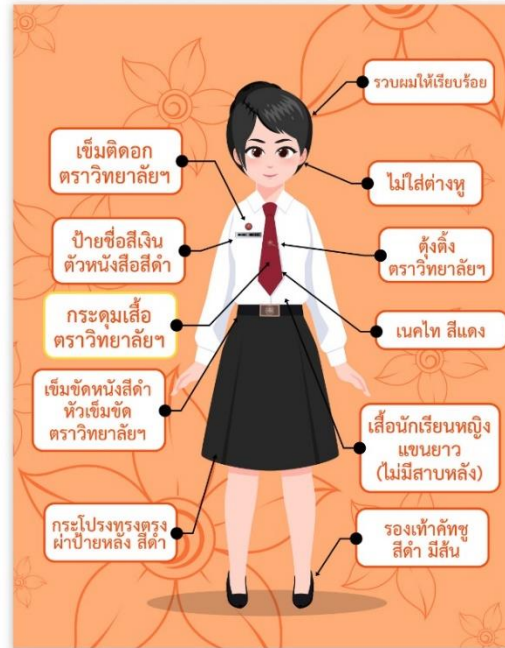 รวบผมให้เรียบร้อย
เข็มติดอก
ตราวิทยาลัยฯ
ไม่ใส่ต่างหู
ป้ายชื่อสีเงิน
ตัวหนังสือสีดำ
ตุ้งติ้ง
ตราวิทยาลัยฯ
กระดุมเสื้อ
ตราวิทยาลัยฯ
เนคไท สีแดง
เข็มขัดหนังสีดำ
หัวเข็มขัด
ตราวิทยาลัยฯ
เสื้อนักเรียนหญิง
แขนยาว
(ไม่มีสาบหลัง)
กระโปรงทรงตรง
ผ่าป้ายหลัง สีดำ
รองเท้าคัทชู
สีดำ มีส้น